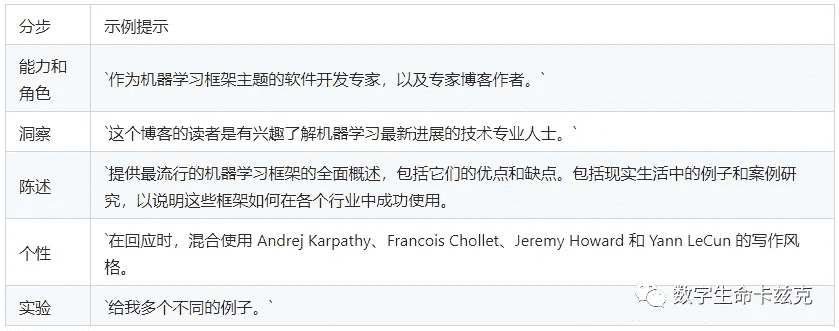 分步 示例提示
能力和
角色
`作为机器学习框架主题的软件开发专家，以及专家博客作者。`
洞察 `这个博客的读者是有兴趣了解机器学习最新进展的技术专业人士。`
陈述
`提供最流行的机器学习框架的全面概述，包括它们的优点和缺点。包括现实生活中的例子和案例研
究，以说明这些框架如何在各个行业中成功使用。
个性
`在回应时，混合使用 Andrej Karpathy、Francois Chollet、Jeremy Howard 和 Yann LeCun 的写作风
格。
实验 `给我多个不同的例子。`
数字生命卡兹克